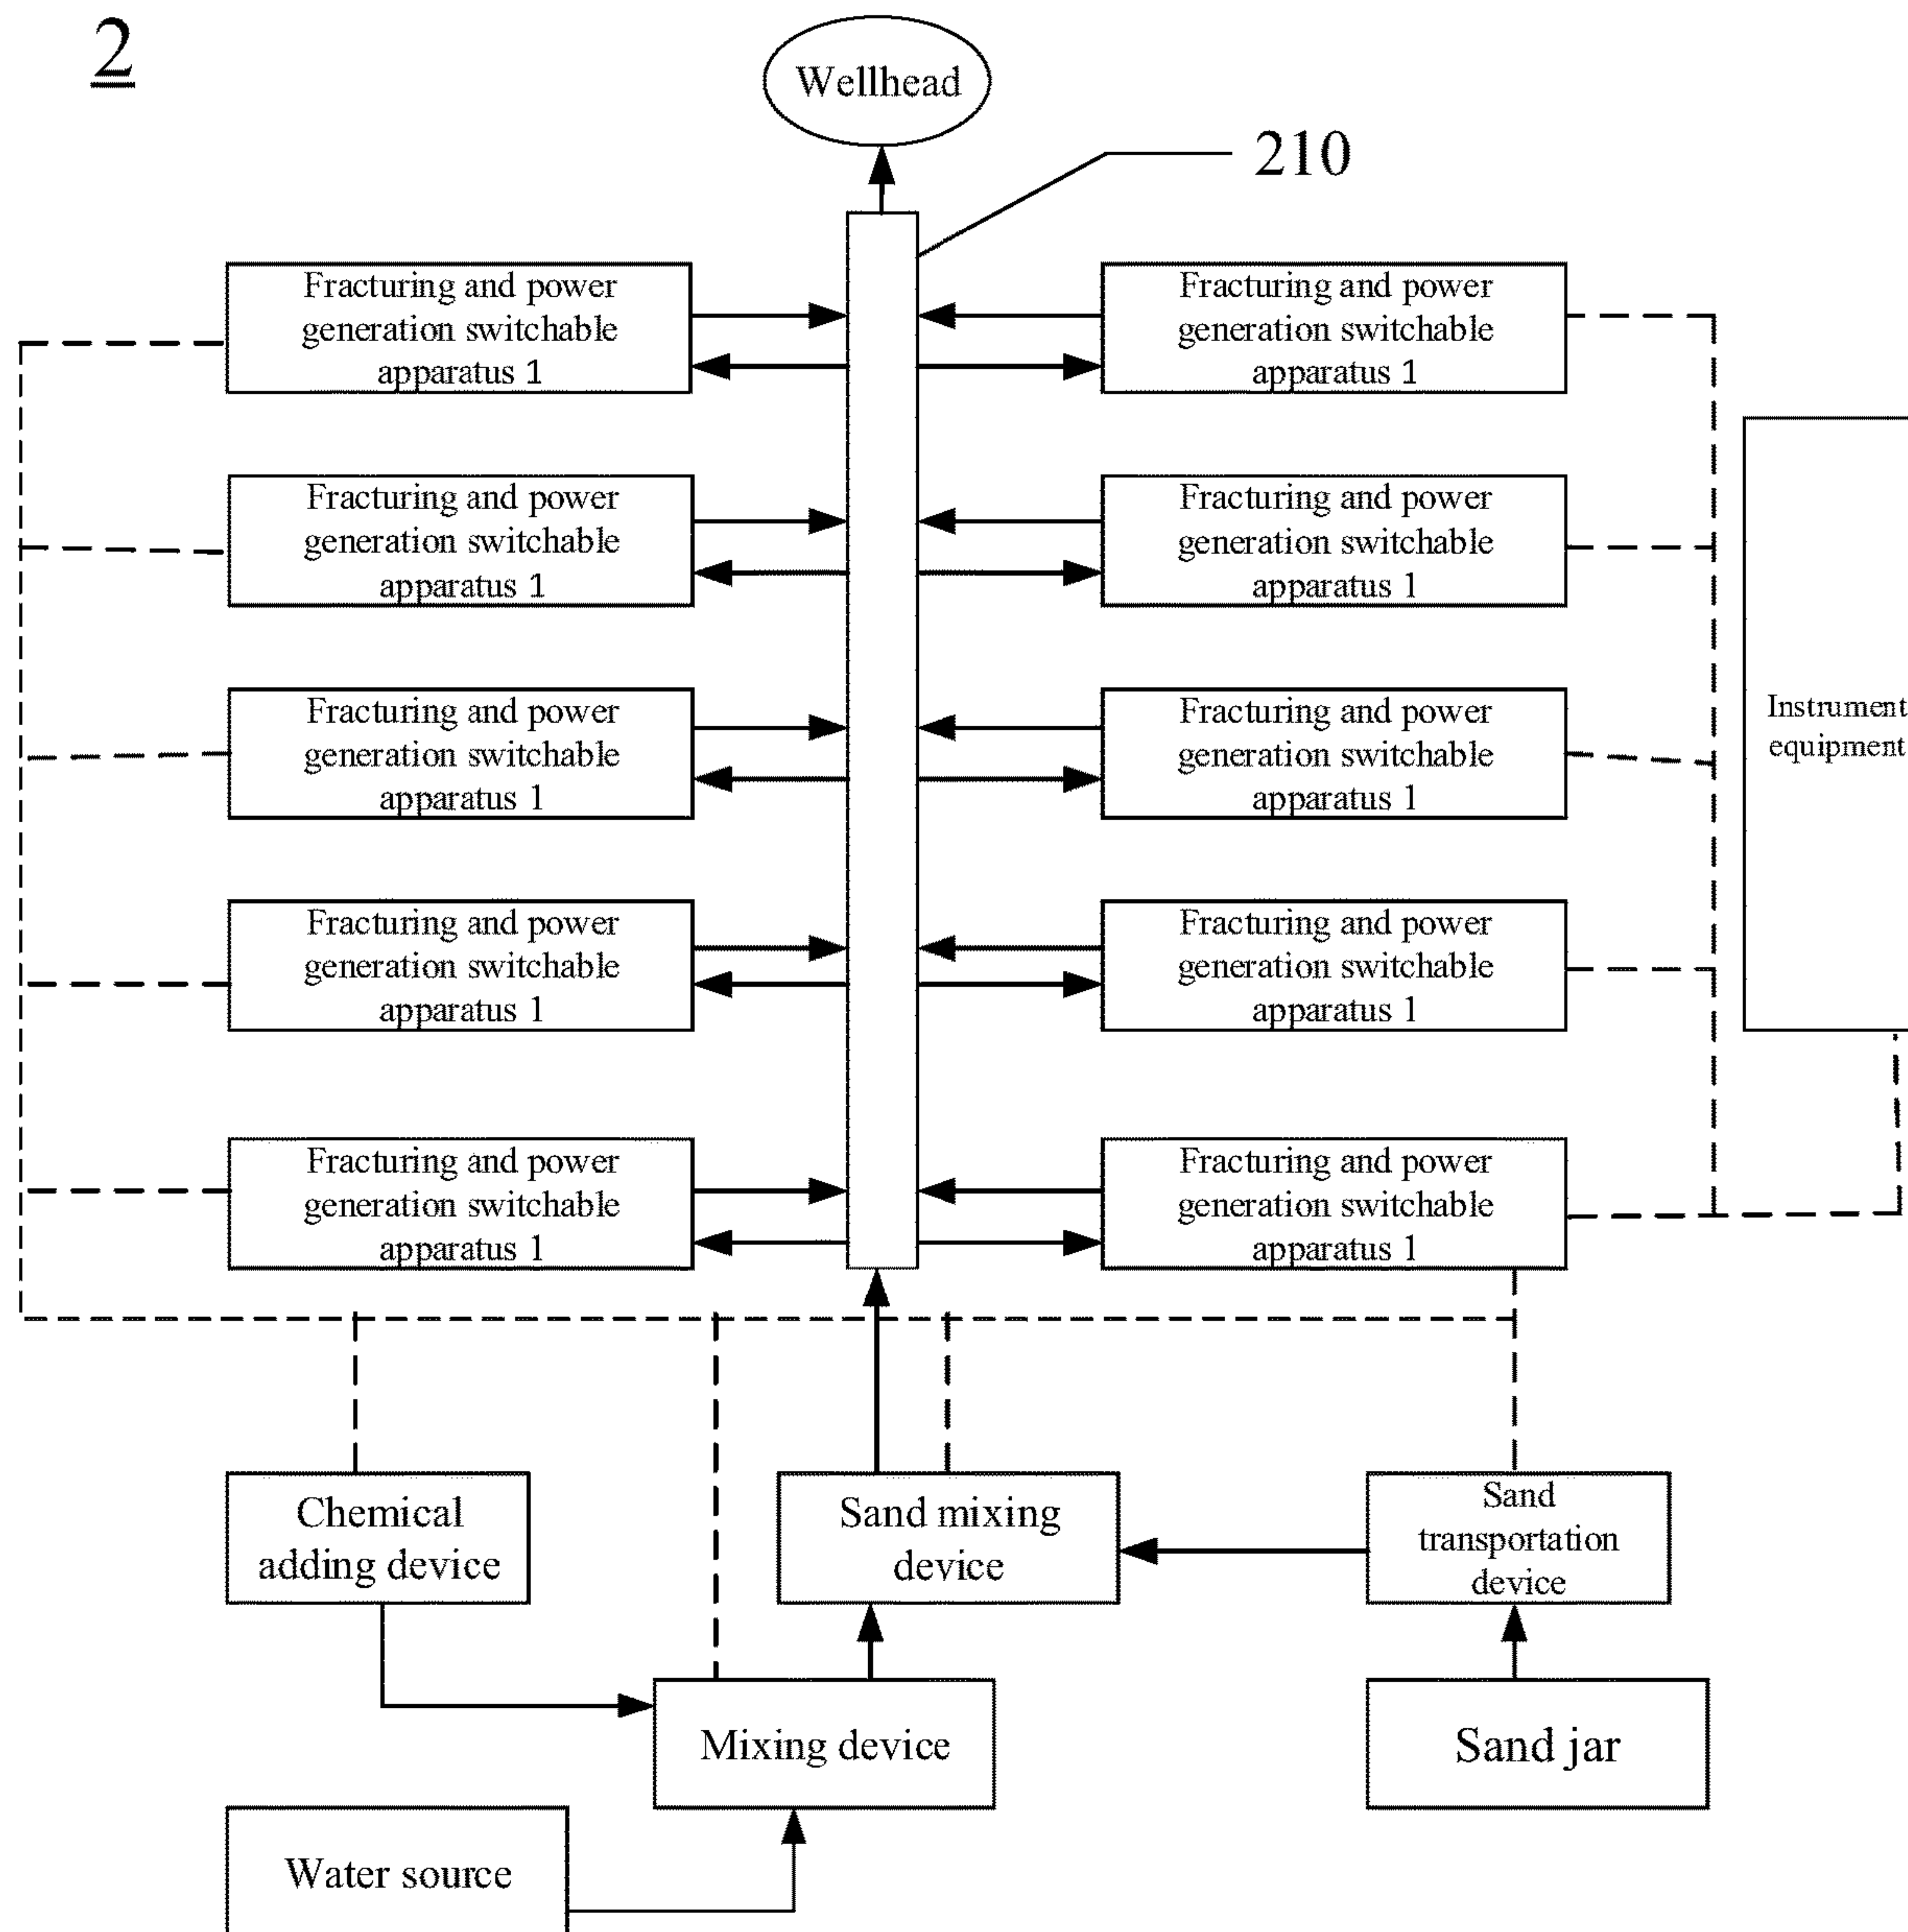 2
Wellhead
210
Fracturing and power
generation switchable
apparatus 1
Fracturing and power
generation switchable
apparatus 1
Fracturing and power
generation switchable
apparatus 1
Fracturing and power
generation switchable
apparatus 1
Instrument
equipment
Fracturing and power
generation switchable
apparatus 1
Fracturing and power
generation switchable
apparatus 1
Fracturing and power
generation switchable
apparatus 1
Fracturing and power
generation switchable
apparatus 1
Fracturing and power
generation switchable
apparatus 1
Fracturing and power
generation switchable
apparatus 1
Chemical
adding device
Sand mixing
device
Sand
transportation
device
Mixing device
Sand jar
Water source